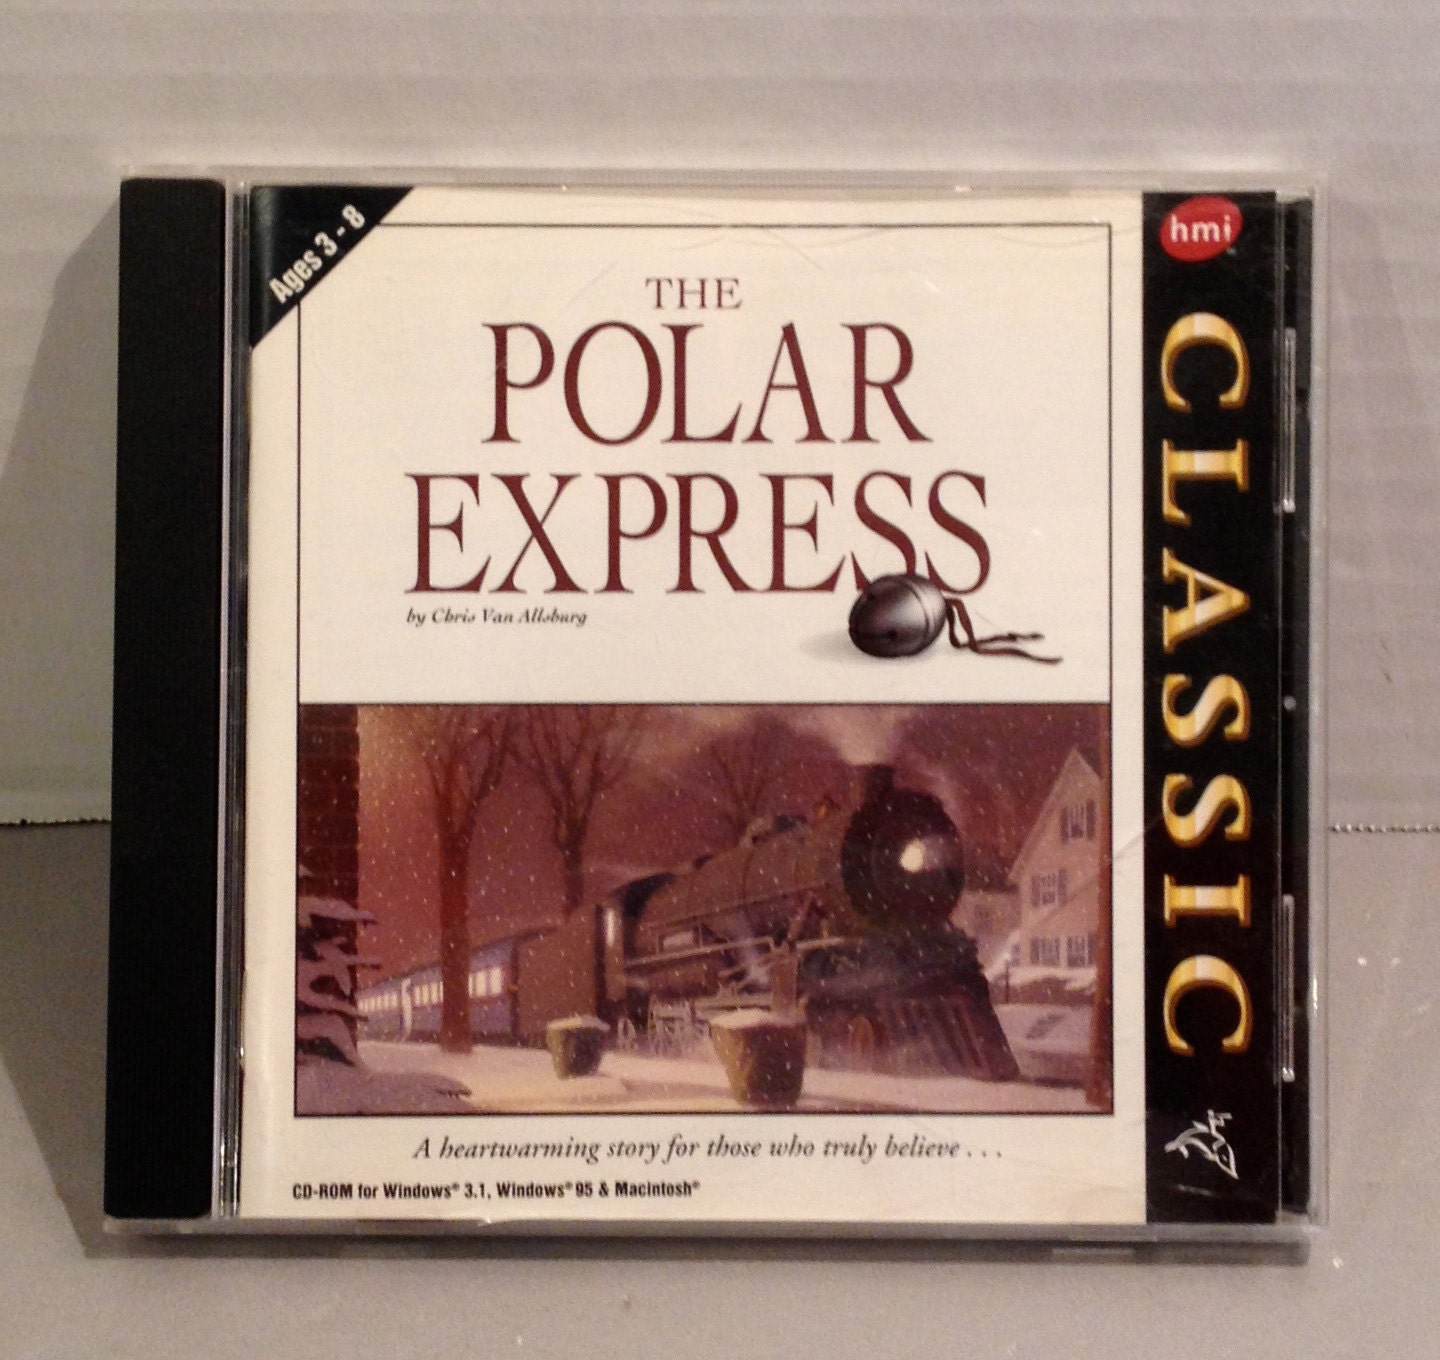 Ages 3 - 8
THE
POLAR
EXPRESS
by Chris Van Allsburg
A heartwarming story for those who truly believe . . .
CD-ROM for Windows® 3.1, Windows® 95 & Macintosh®
hmi
CLASSIC